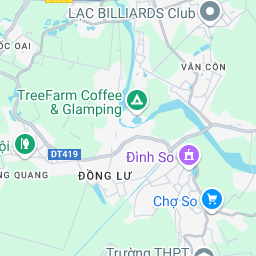 LẠC BILLIARDS Club
ỐC OAI
VÂN CÔN
TreeFarm Coffee
& Glamping
ội
DT419
Đình So
NG QUANG
ĐỒNG LƯ
Chợ So
Trường THPT